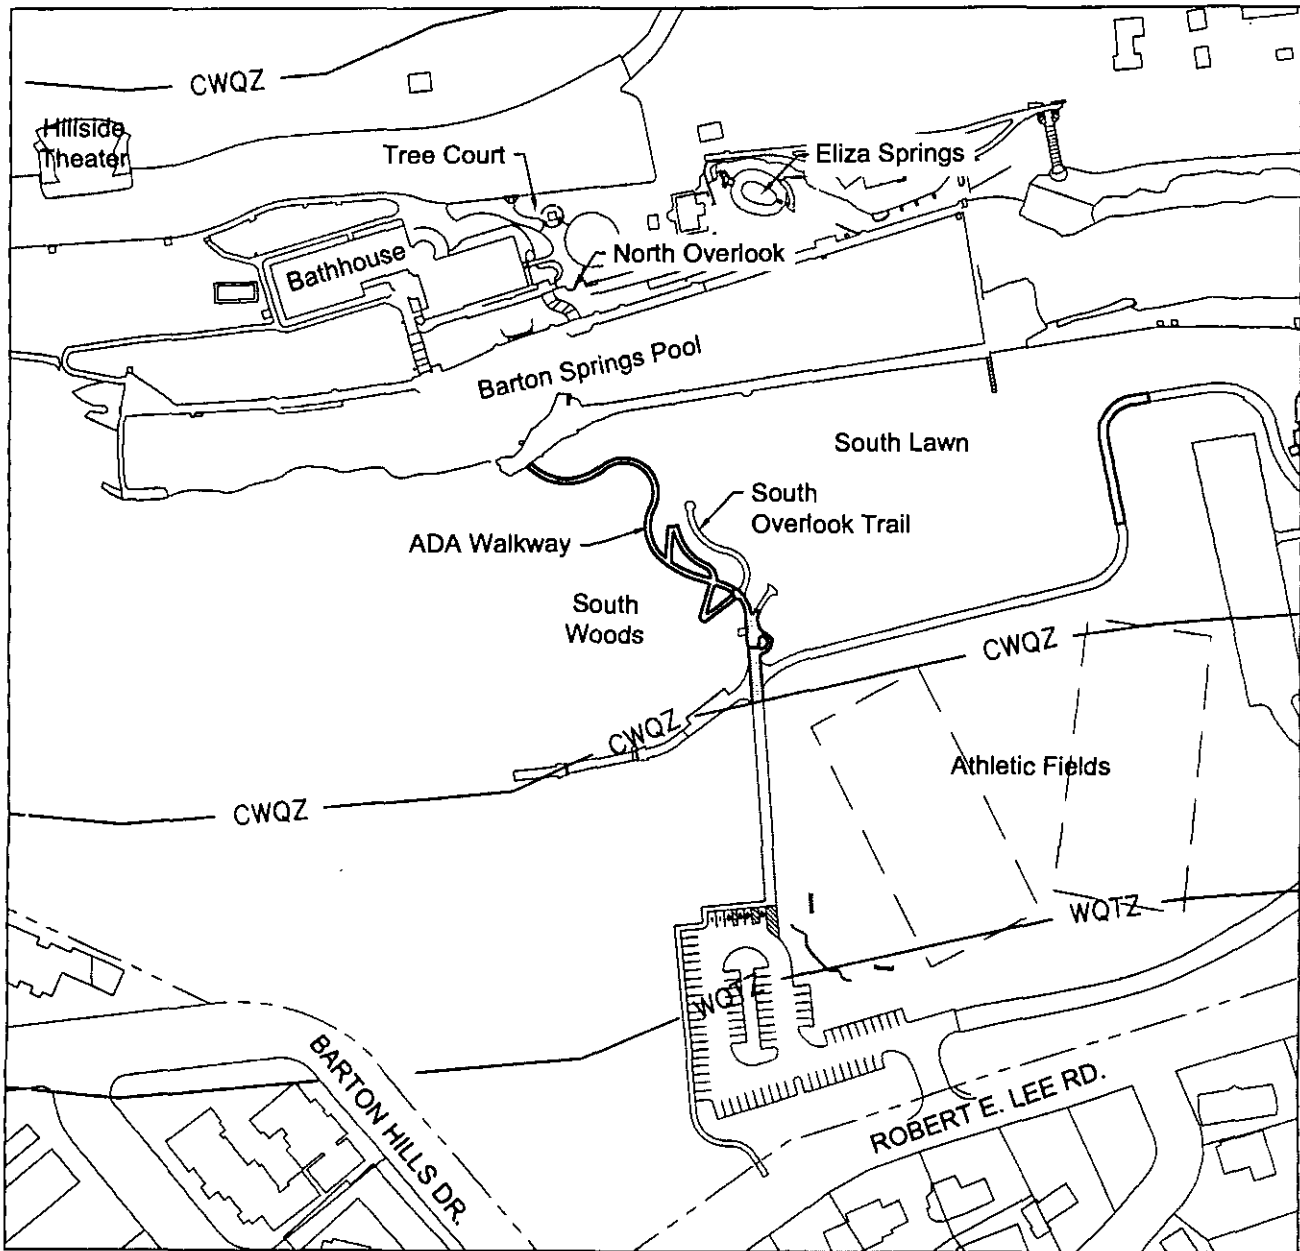 CWQZ
Hillside
Theater
Tree Court
Eliza Springs
North Overlook
Bathhouse
Barton Springs Pool
South Lawn
South
Overlook Trail
ADA Walkway
South
Woods
CWQZ
CWQZ
CWQZ
Athletic Fields
WQTZ
WQTZ
BARTON HILLS DR.
ROBERT E. LEE RD.